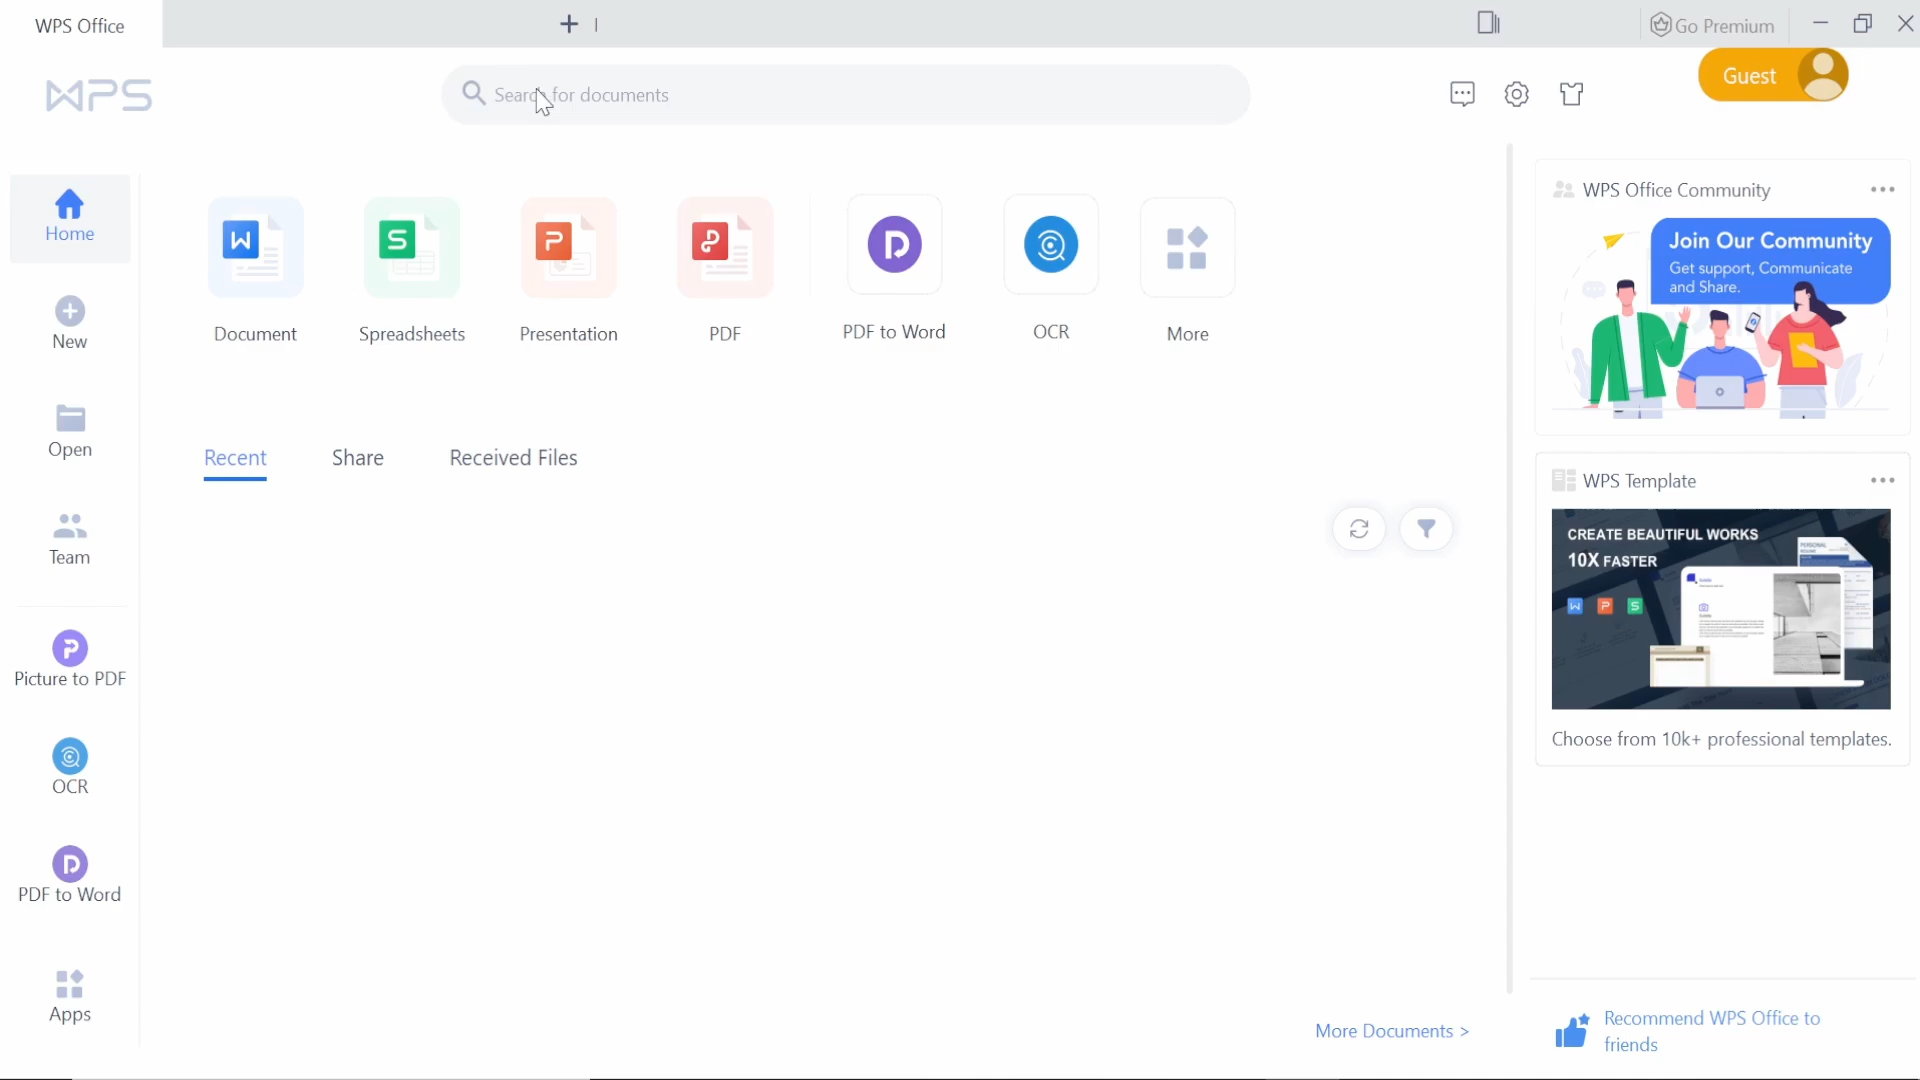 WPS Office
Go Premium
WPS
Search for documents
Guest
Home
New
Open
Team
Picture to PDF
OCR
PDF to Word
Apps
Document
Spreadsheets
Presentation
PDF
PDF to Word
OCR
More
Recent
Share
Received Files
More Documents >
WPS Office Community
Join Our Community
Get support, Communicate
and Share.
WPS Template
CREATE BEAUTIFUL WORKS
10X FASTER
W P S
Choose from 10k+ professional templates.
Recommend WPS Office to
friends